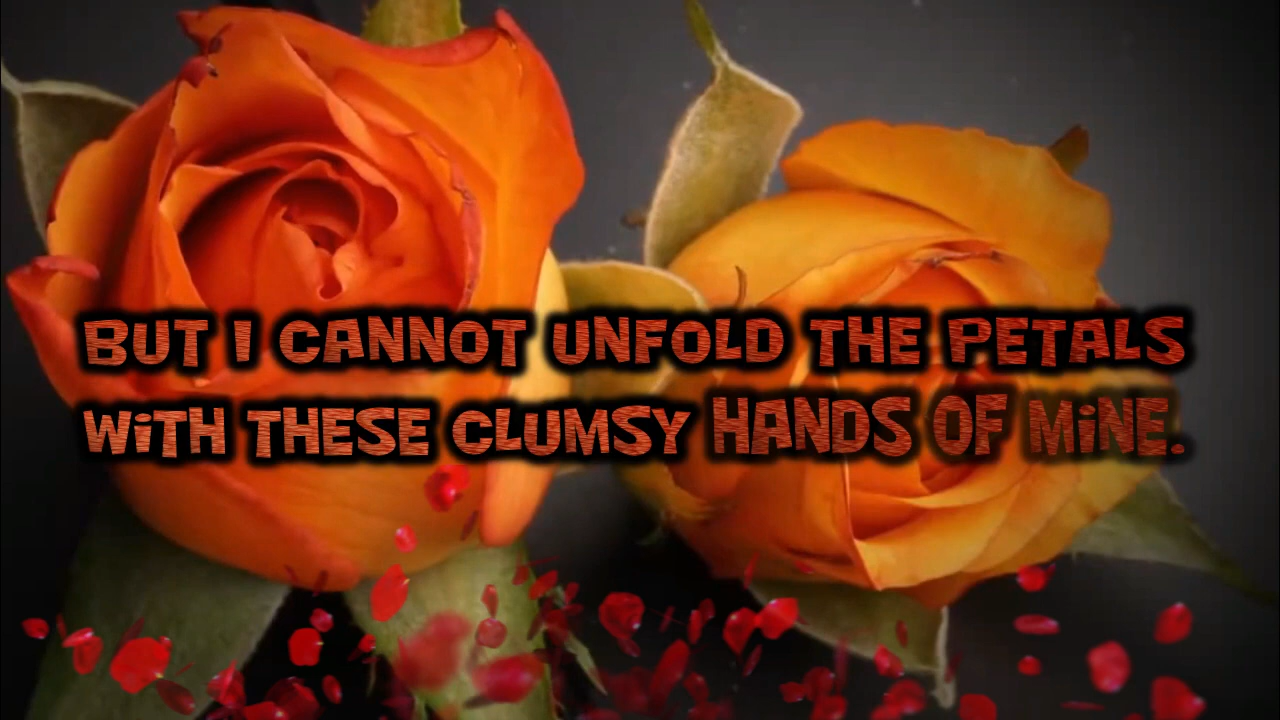 BUT I CANNOT UNFOLD THE PETALS
WiTH THESE CLUMSY HANDS OF MiNE.